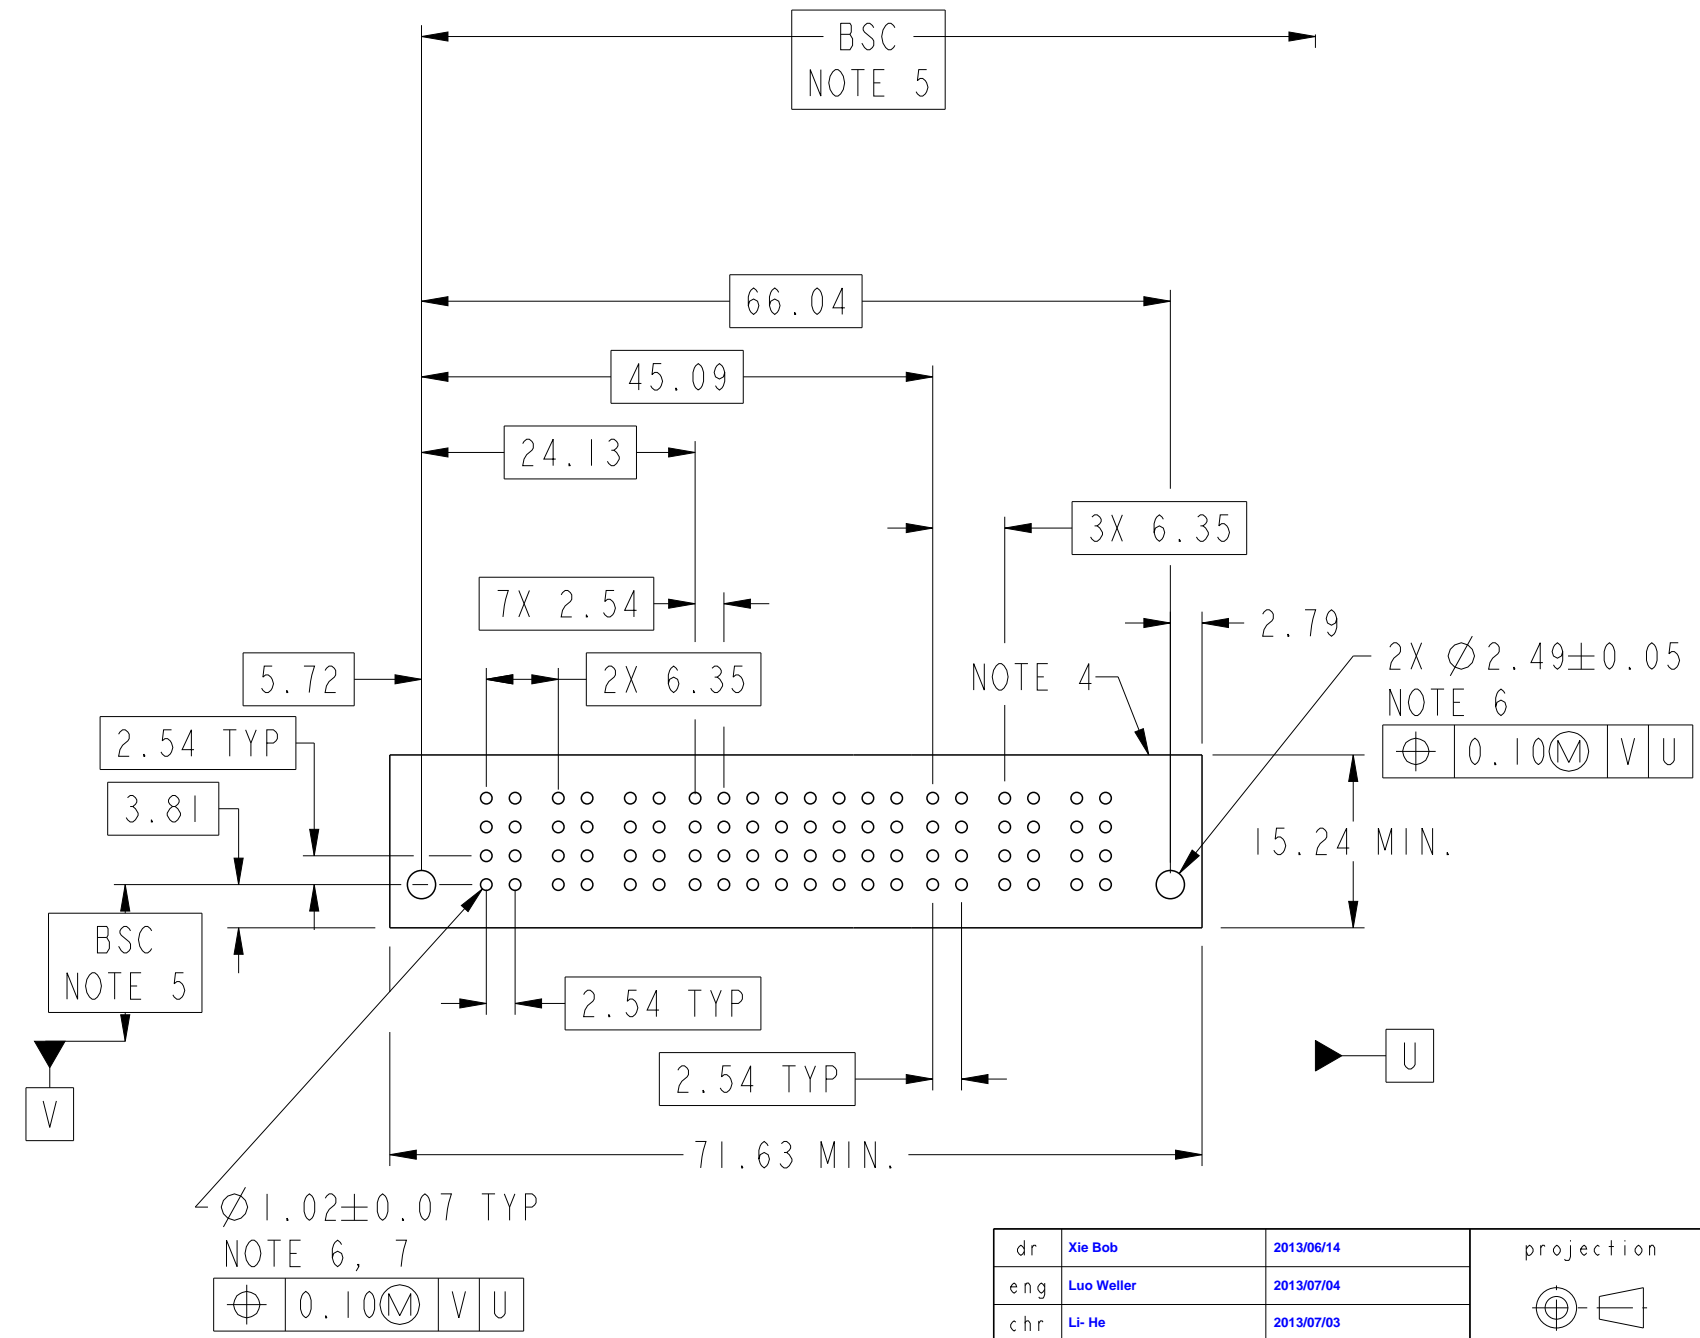 BSC
NOTE 5
66.04
45.09
24.13
3X 6.35
7X 2.54
2.79
5.72
2X 6.35
NOTE 4
2X ∅2.49±0.05
NOTE 6
⌖ 0.10Ⓜ V U
2.54 TYP
3.81
15.24 MIN.
BSC
NOTE 5
2.54 TYP
U
2.54 TYP
V
71.63 MIN.
∅1.02±0.07 TYP
NOTE 6, 7
⌖ 0.10Ⓜ V U
dr Xie Bob 2013/06/14 projection
eng Luo Weller 2013/07/04
chr Li- He 2013/07/03